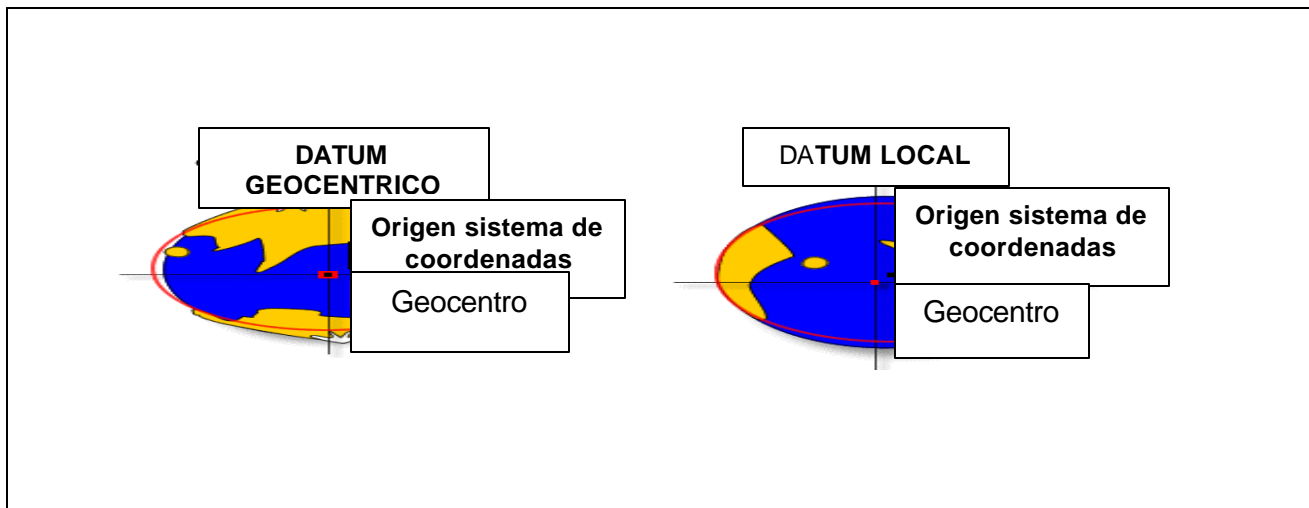 DATUM
GEOCENTRICO
Origen sistema de
coordenadas
Geocentro
DATUM LOCAL
Origen sistema de
coordenadas
Geocentro